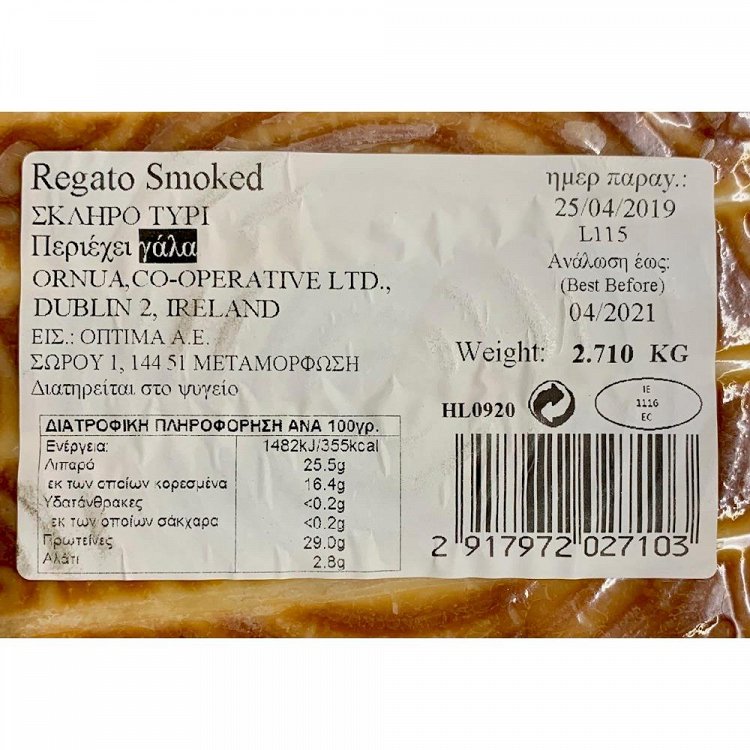 Regato Smoked
ΣΚΛΗΡΟ ΤΥΡΙ
Περιέχει γάλα
ORNUA,CO-OPERATIVE LTD.,
DUBLIN 2, IRELAND
ΕΙΣ.: ΟΠΤΙΜΑ Α.Ε.
ΣΩΡΟΥ 1, 144 51 ΜΕΤΑΜΟΡΦΩΣΗ
Διατηρείται στο ψυγείο
ημερ παραγ.:
25/04/2019
L115
Ανάλωση έως:
(Best Before)
04/2021
Weight: 2.710 KG
HL0920
IE
1116
EC
ΔΙΑΤΡΟΦΙΚΗ ΠΛΗΡΟΦΟΡΗΣΗ ΑΝΑ 100γρ.
Ενέργεια: 1482kJ/355kcal
Λιπαρό 25.5g
εκ των οποίων κορεσμένα 16.4g
Υδατάνθρακες <0.2g
εκ των οποίων σάκχαρα <0.2g
Πρωτεΐνες 29.0g
Αλάτι 2.8g
2 917972 027103